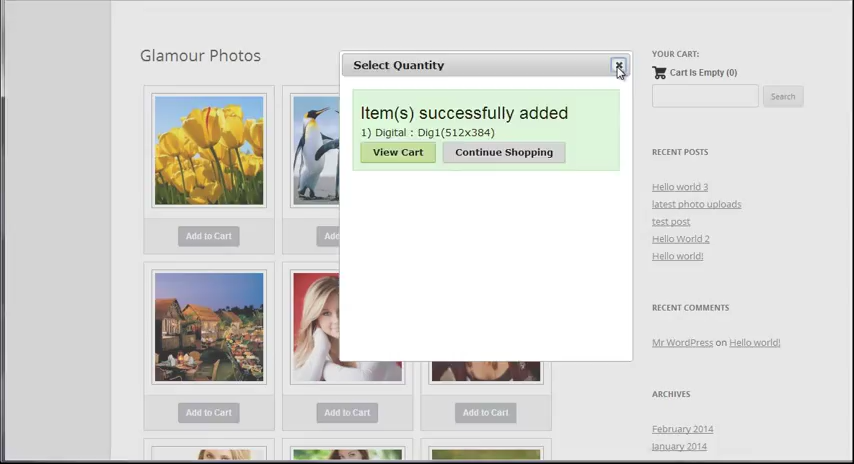 Glamour Photos
Add to Cart
Add to Cart
Add to Cart
Add to Cart
Select Quantity
Item(s) successfully added
1) Digital : Dig1(512x384)
View Cart
Continue Shopping
YOUR CART:
Cart Is Empty (0)
Search
RECENT POSTS
Hello world 3
latest photo uploads
test post
Hello World 2
Hello world!
RECENT COMMENTS
Mr WordPress on Hello world!
ARCHIVES
February 2014
January 2014